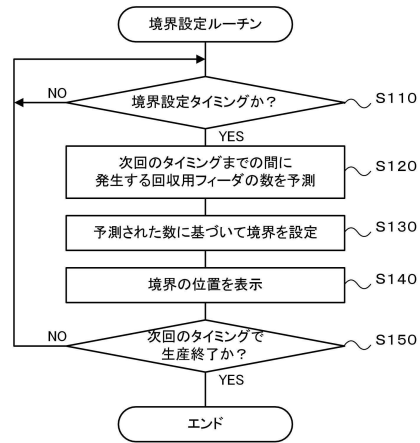 境界設定ルーチン
NO
境界設定タイミングか?
S110
YES
次回のタイミングまでの間に
発生する回収用フィーダの数を予測
S120
予測された数に基づいて境界を設定
S130
境界の位置を表示
S140
NO
次回のタイミングで
生産終了か?
S150
YES
エンド